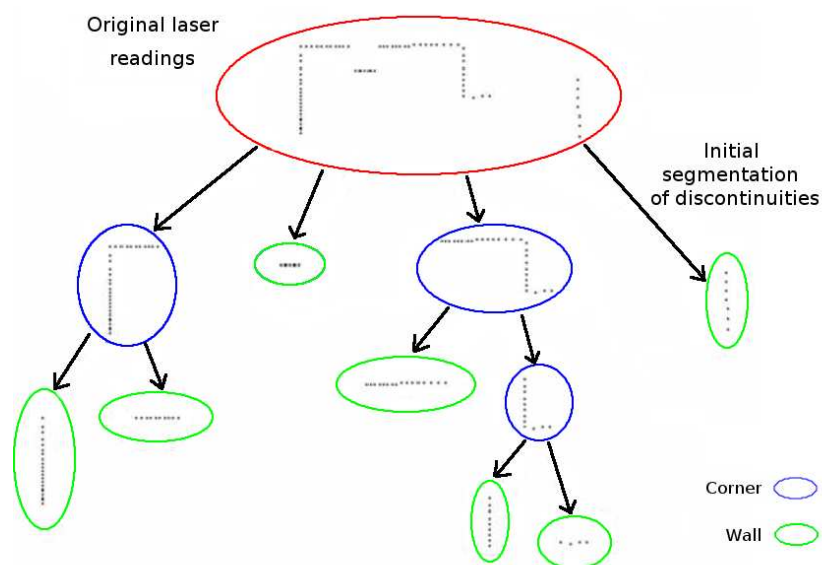 Original laser
readings
Initial
segmentation
of discontinuities
Corner
Wall